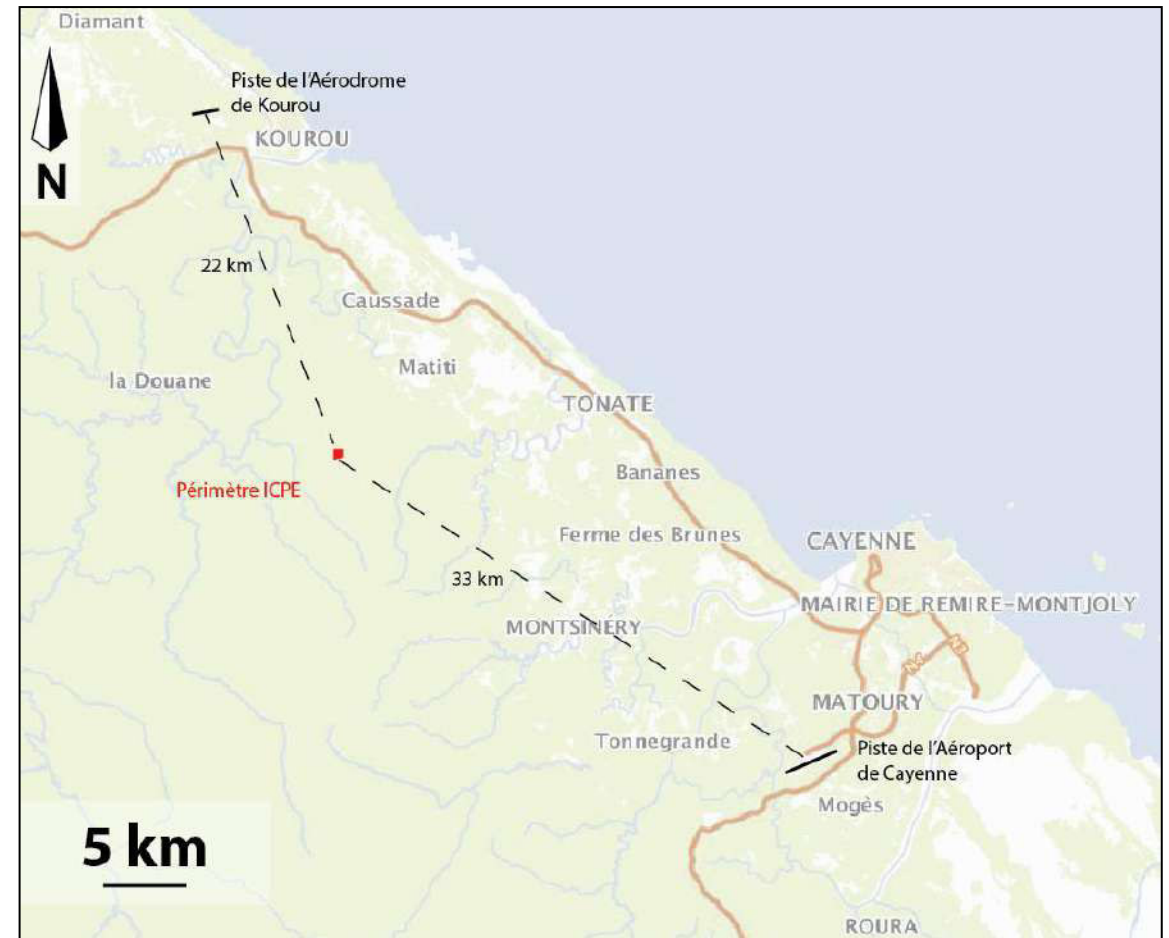 Diamant
Piste de l'Aérodrome
de Kourou
KOUROU
N
22 km
Caussade
Matiti
la Douane
TONATE
Périmètre ICPE
Bananes
Ferme des Brunes
CAYENNE
33 km
MAIRIE DE REMIRE-MONTJOLY
MONTSINÉRY
N3
N4
MATOURY
Tonnegrande
Piste de l'Aéroport
de Cayenne
Mogès
5 km
ROURA